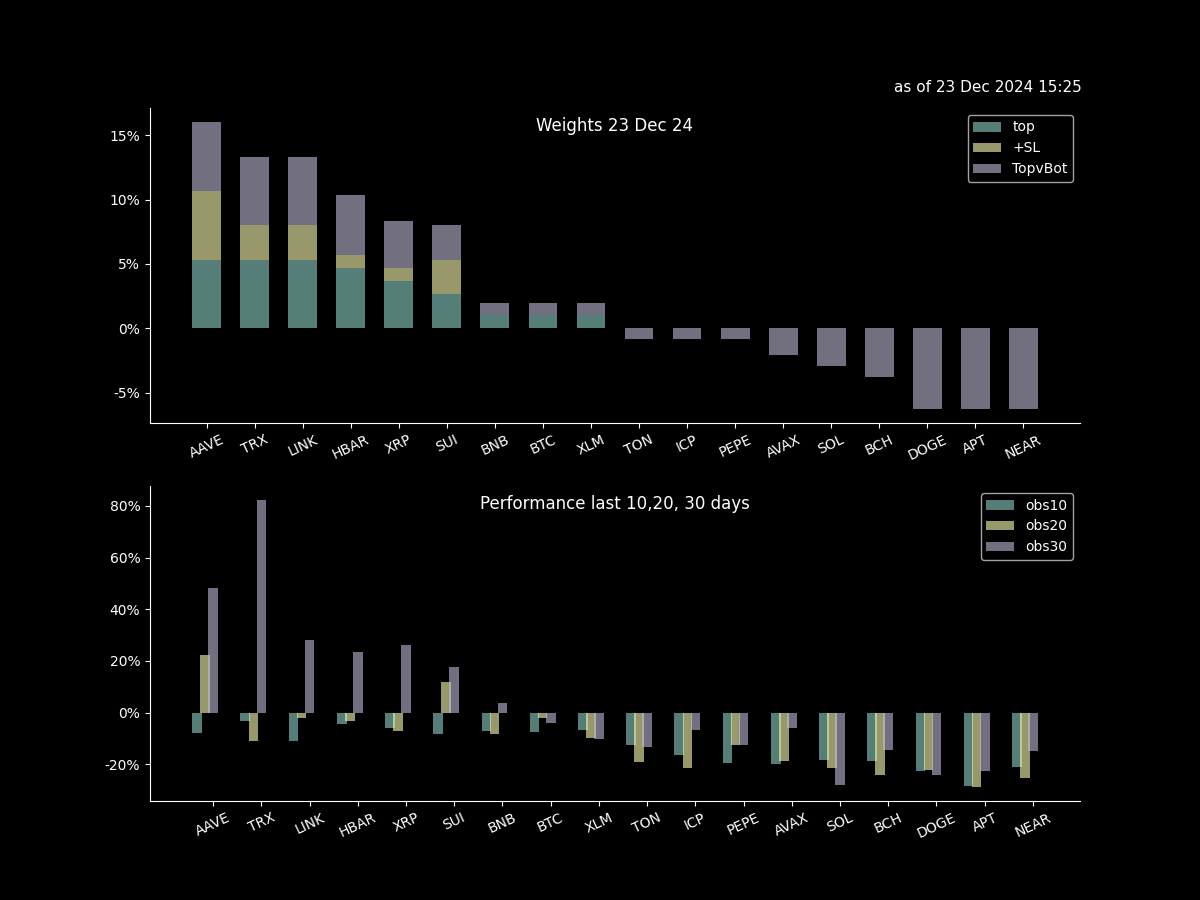 as of 23 Dec 2024 15:25
Weights 23 Dec 24
top
+SL
TopvBot
15%
10%
5%
0%
-5%
AAVE TRX LINK HBAR XRP SUI BNB BTC XLM TON ICP PEPE AVAX SOL BCH DOGE APT NEAR
Performance last 10,20, 30 days
obs10
obs20
obs30
80%
60%
40%
20%
0%
-20%
AAVE TRX LINK HBAR XRP SUI BNB BTC XLM TON ICP PEPE AVAX SOL BCH DOGE APT NEAR